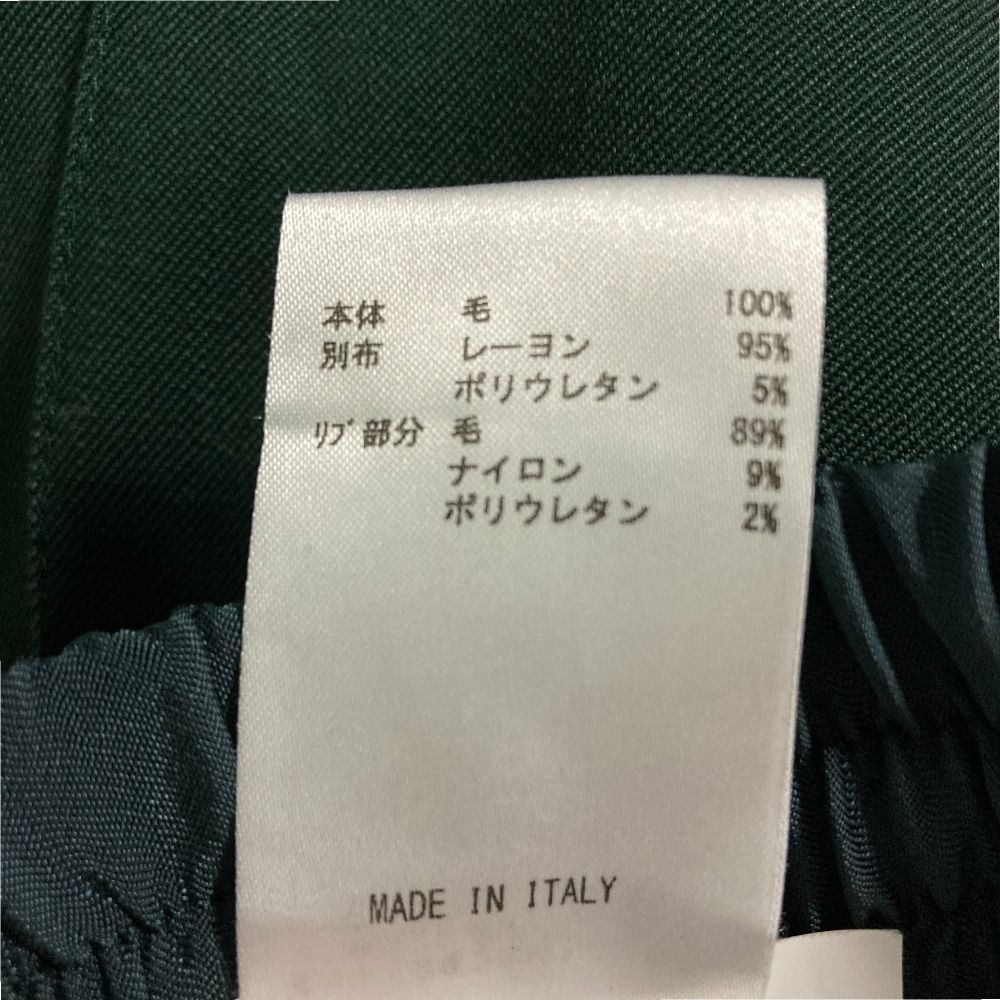 本体 毛 100%
別布 レーヨン 95%
ポリウレタン 5%
ﾘﾌﾞ部分 毛 89%
ナイロン 9%
ポリウレタン 2%
MADE IN ITALY